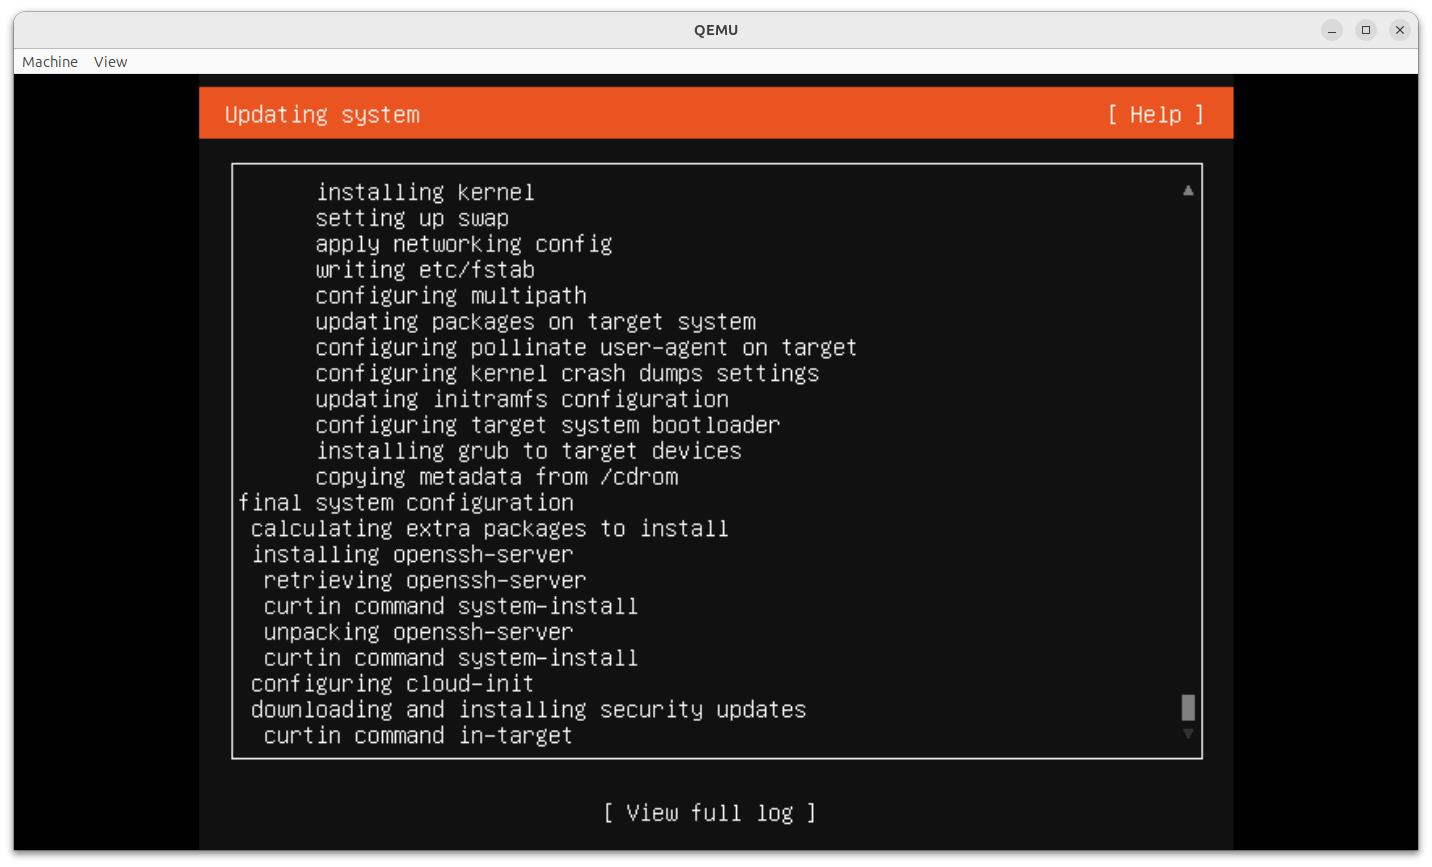 QEMU
Machine View
Updating system [ Help ]
installing kernel
setting up swap
apply networking config
writing etc/fstab
configuring multipath
updating packages on target system
configuring pollinate user-agent on target
configuring kernel crash dumps settings
updating initramfs configuration
configuring target system bootloader
installing grub to target devices
copying metadata from /cdrom
final system configuration
calculating extra packages to install
installing openssh-server
retrieving openssh-server
curtin command system-install
unpacking openssh-server
curtin command system-install
configuring cloud-init
downloading and installing security updates
curtin command in-target
[ View full log ]